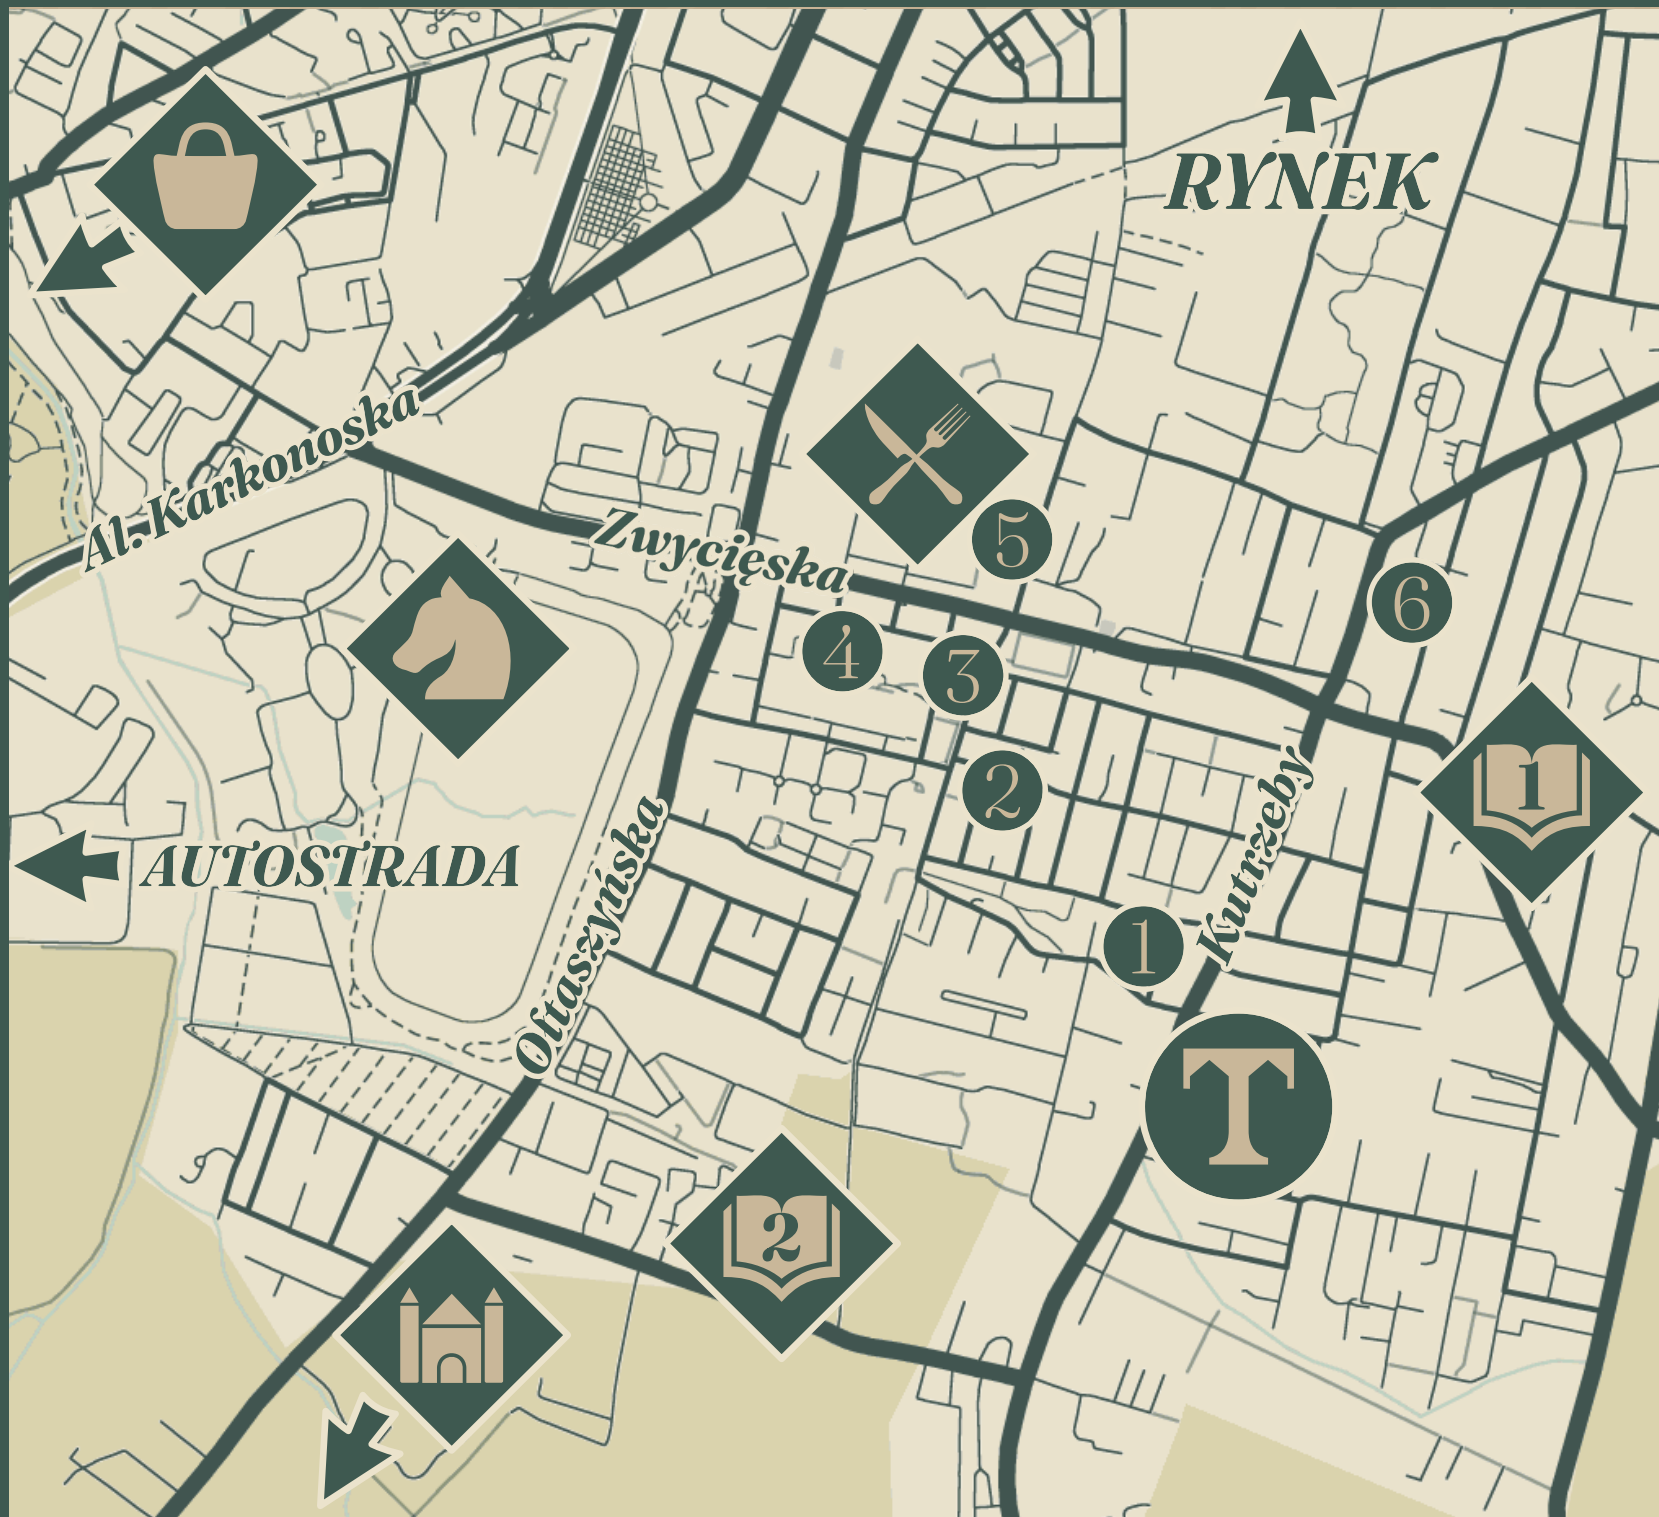 RYNEK
Al. Karkonoska
Zwycięska
5
6
4
3
2
1
Kutrzeby
AUTOSTRADA
Ołtaszyńska
1
T
2